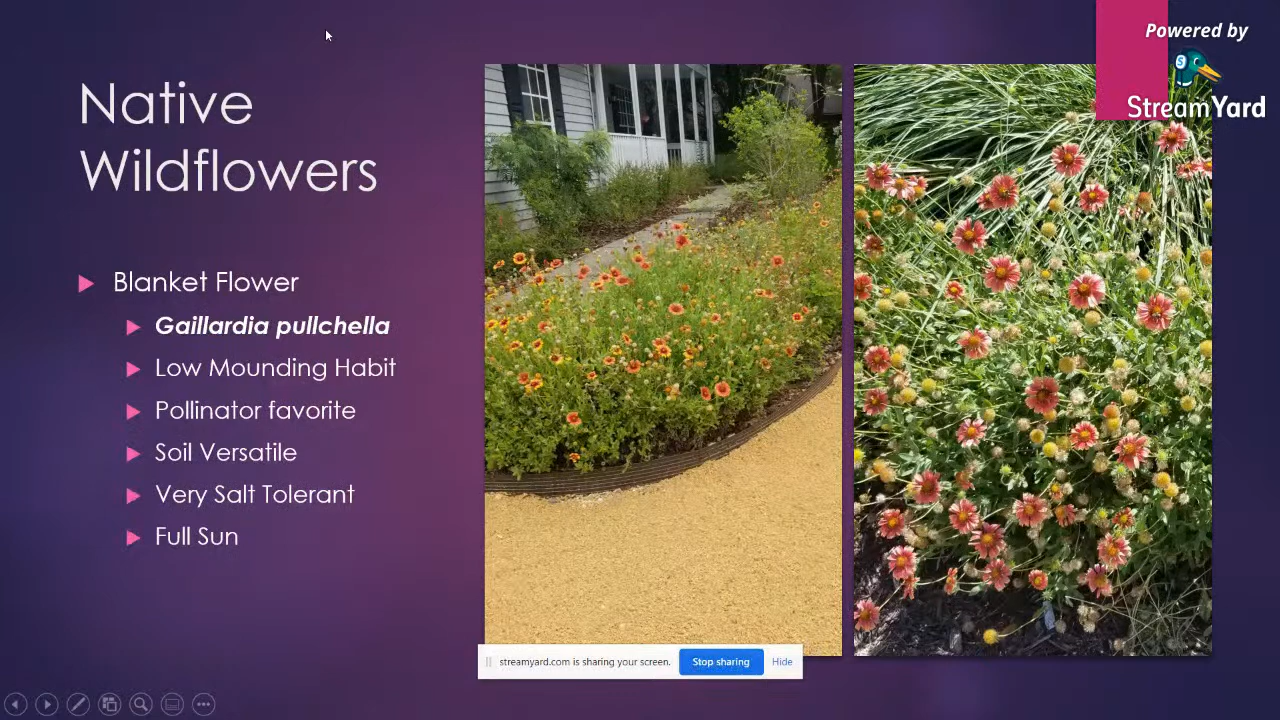 Powered by
StreamYard
Native
Wildflowers
Blanket Flower
Gaillardia pullchella
Low Mounding Habit
Pollinator favorite
Soil Versatile
Very Salt Tolerant
Full Sun
streamyard.com is sharing your screen.
Stop sharing
Hide